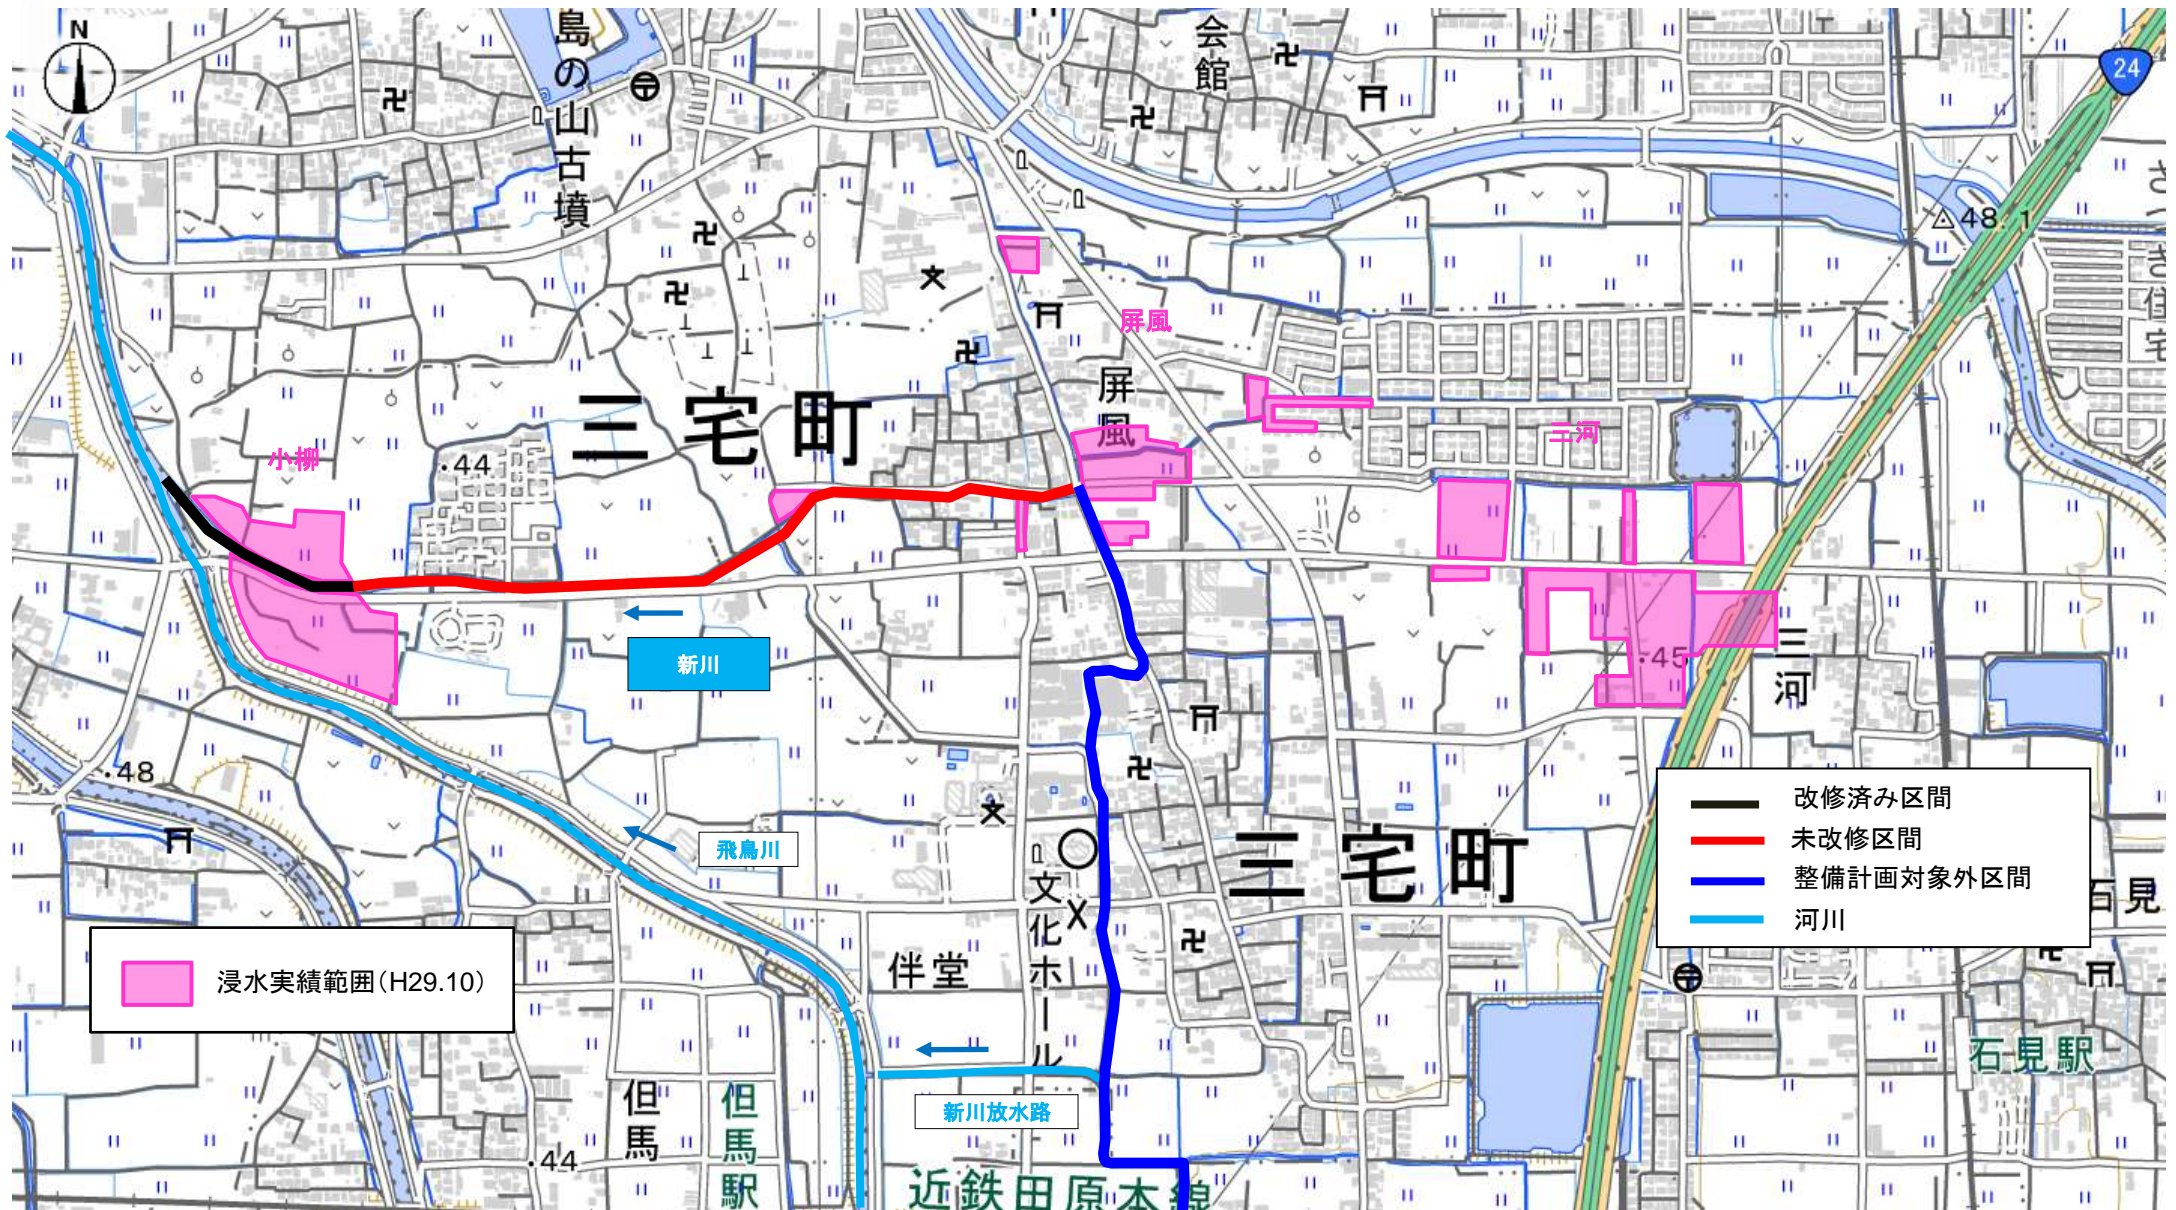 N
島の山古墳
会館
24
48.1
屏風
屏風
小柳
・44
三宅町
三河
新川
・45
三河
・48
飛鳥川
三宅町
文化ホール
伴堂
改修済み区間
未改修区間
整備計画対象外区間
河川
石見
浸水実績範囲(H29.10)
石見駅
新川放水路
但馬
但馬駅
・44
近鉄田原本線